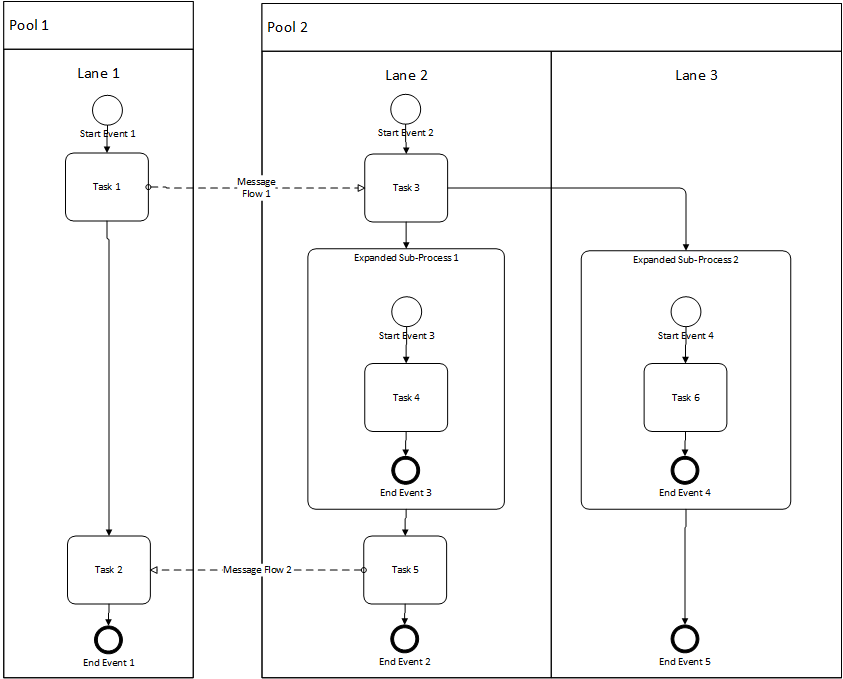 Pool 1
Pool 2
Lane 1
Lane 2
Lane 3
Start Event 1
Start Event 2
Task 1
Message
Flow 1
Task 3
Expanded Sub-Process 1
Expanded Sub-Process 2
Start Event 3
Start Event 4
Task 4
Task 6
End Event 3
End Event 4
Task 2
Message Flow 2
Task 5
End Event 1
End Event 2
End Event 5